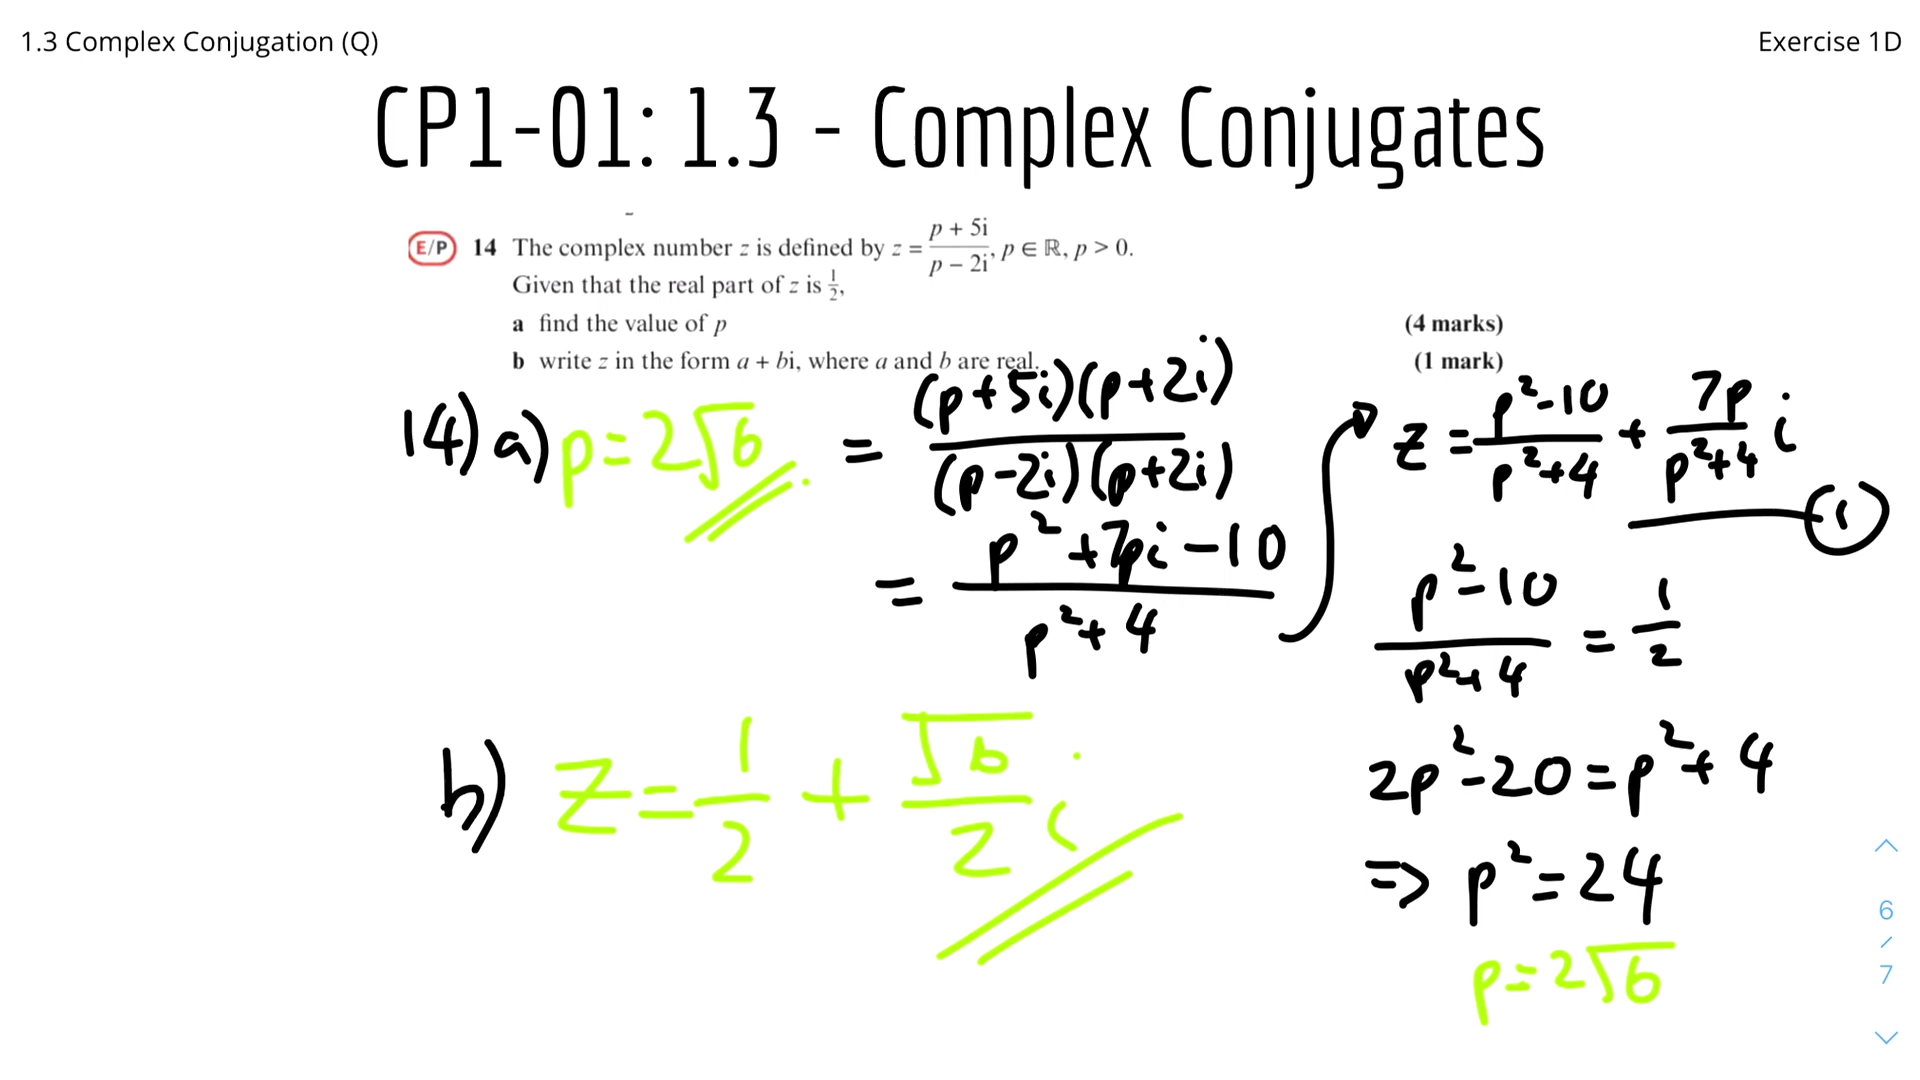 1.3 Complex Conjugation (Q)
Exercise 1D
CP1-01: 1.3 - Complex Conjugates
E/P 14 The complex number z is defined by z = (p + 5i)/(p − 2i), p ∈ ℝ, p > 0.
Given that the real part of z is 1/2,
a find the value of p (4 marks)
b write z in the form a + bi, where a and b are real. (1 mark)
14) a) p = 2√6
= (p+5i)(p+2i)/(p-2i)(p+2i)
= (p²+7pi-10)/(p²+4)
z = (p²-10)/(p²+4) + 7p/(p²+4) i
(1)
(p²-10)/(p²+4) = 1/2
2p²-20 = p²+4
=> p² = 24
p = 2√6
b) z = 1/2 + √6/2 i
6
/
7